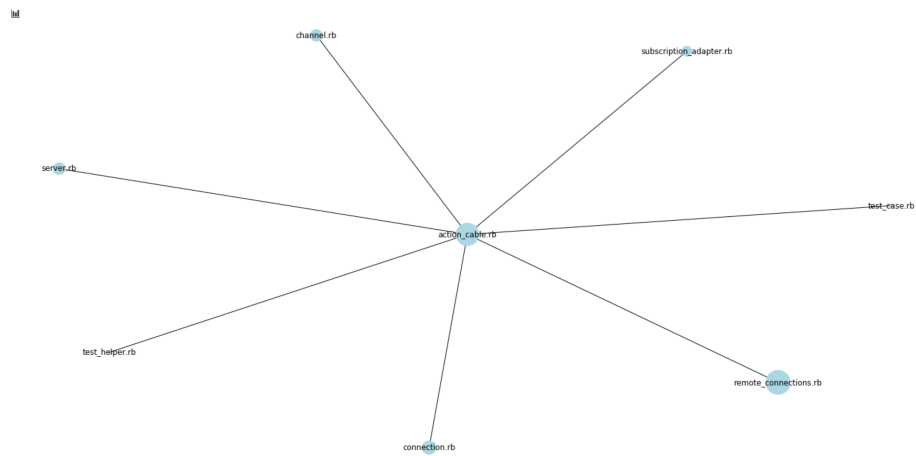 channel.rb
subscription_adapter.rb
server.rb
test_case.rb
action_cable.rb
test_helper.rb
remote_connections.rb
connection.rb